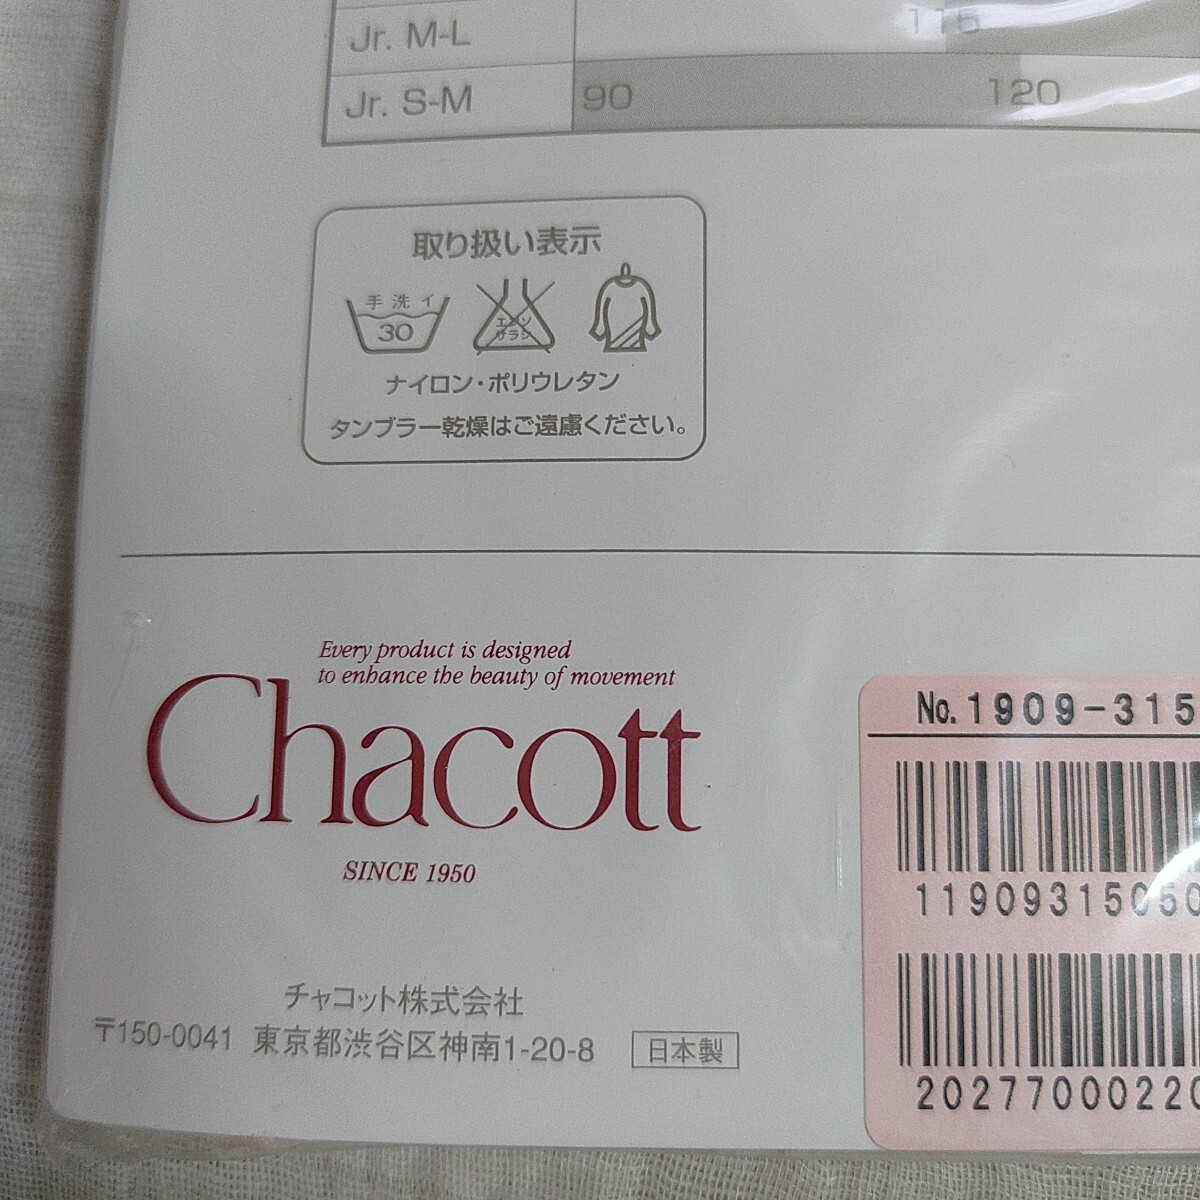 Jr. M-L 115
Jr. S-M 90 120
取り扱い表示
手洗イ
30
エンソ
サラシ
ナイロン・ポリウレタン
タンブラー乾燥はご遠慮ください。
Every product is designed
to enhance the beauty of movement
Chacott
SINCE 1950
チャコット株式会社
〒150-0041 東京都渋谷区神南1-20-8 日本製
No. 1909-315
11909315050
20277000220